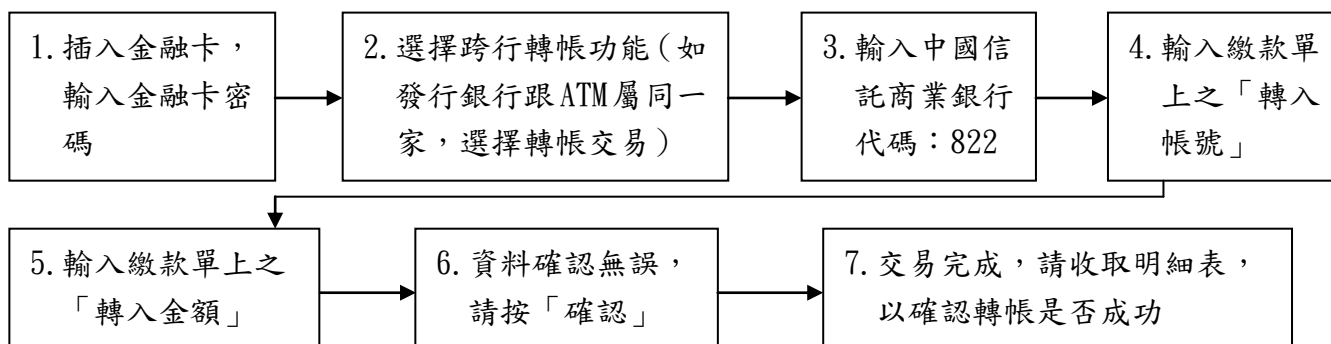 1.插入金融卡，
輸入金融卡密
碼
2.選擇跨行轉帳功能(如
發行銀行跟ATM屬同一
家，選擇轉帳交易)
3.輸入中國信
託商業銀行
代碼：822
4.輸入繳款單
上之「轉入
帳號」
5.輸入繳款單上之
「轉入金額」
6.資料確認無誤，
請按「確認」
7.交易完成，請收取明細表，
以確認轉帳是否成功